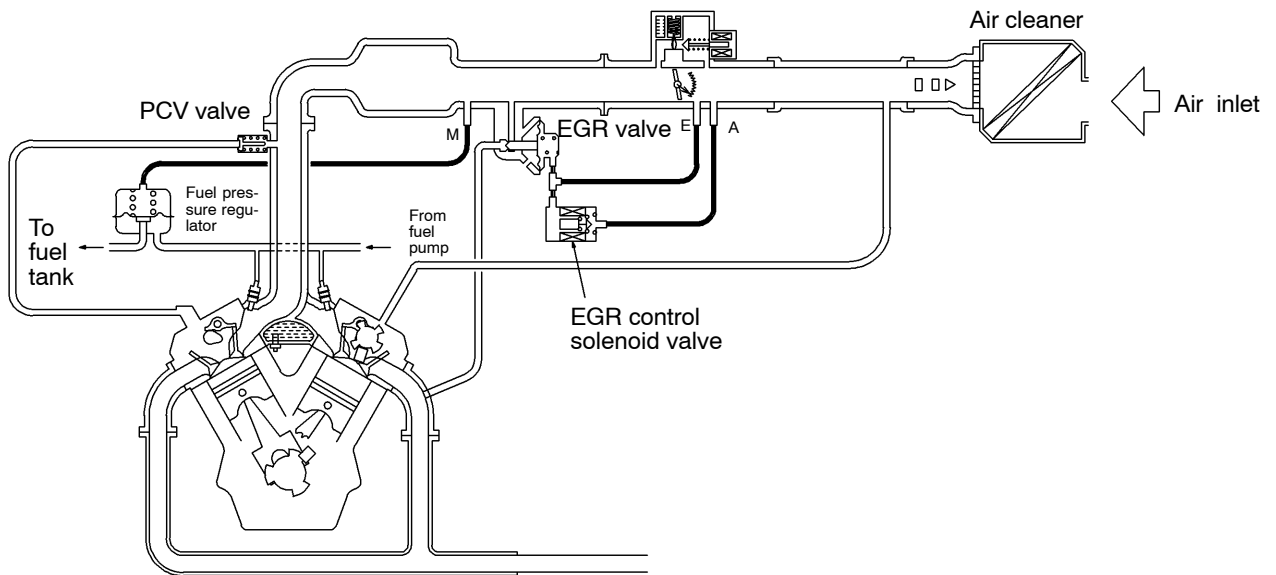 Air cleaner
Air inlet
PCV valve
M
EGR valve
E
A
Fuel pres-
sure regu-
lator
To
fuel
tank
From
fuel
pump
EGR control
solenoid valve